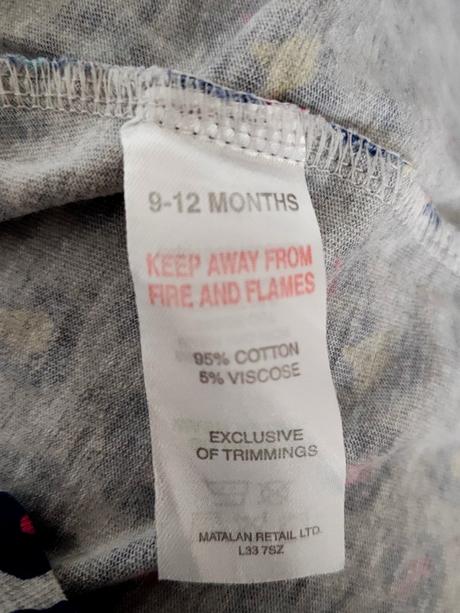 9-12 MONTHS
KEEP AWAY FROM
FIRE AND FLAMES
95% COTTON
5% VISCOSE
EXCLUSIVE
OF TRIMMINGS
MATALAN RETAIL LTD.
L33 7SZ